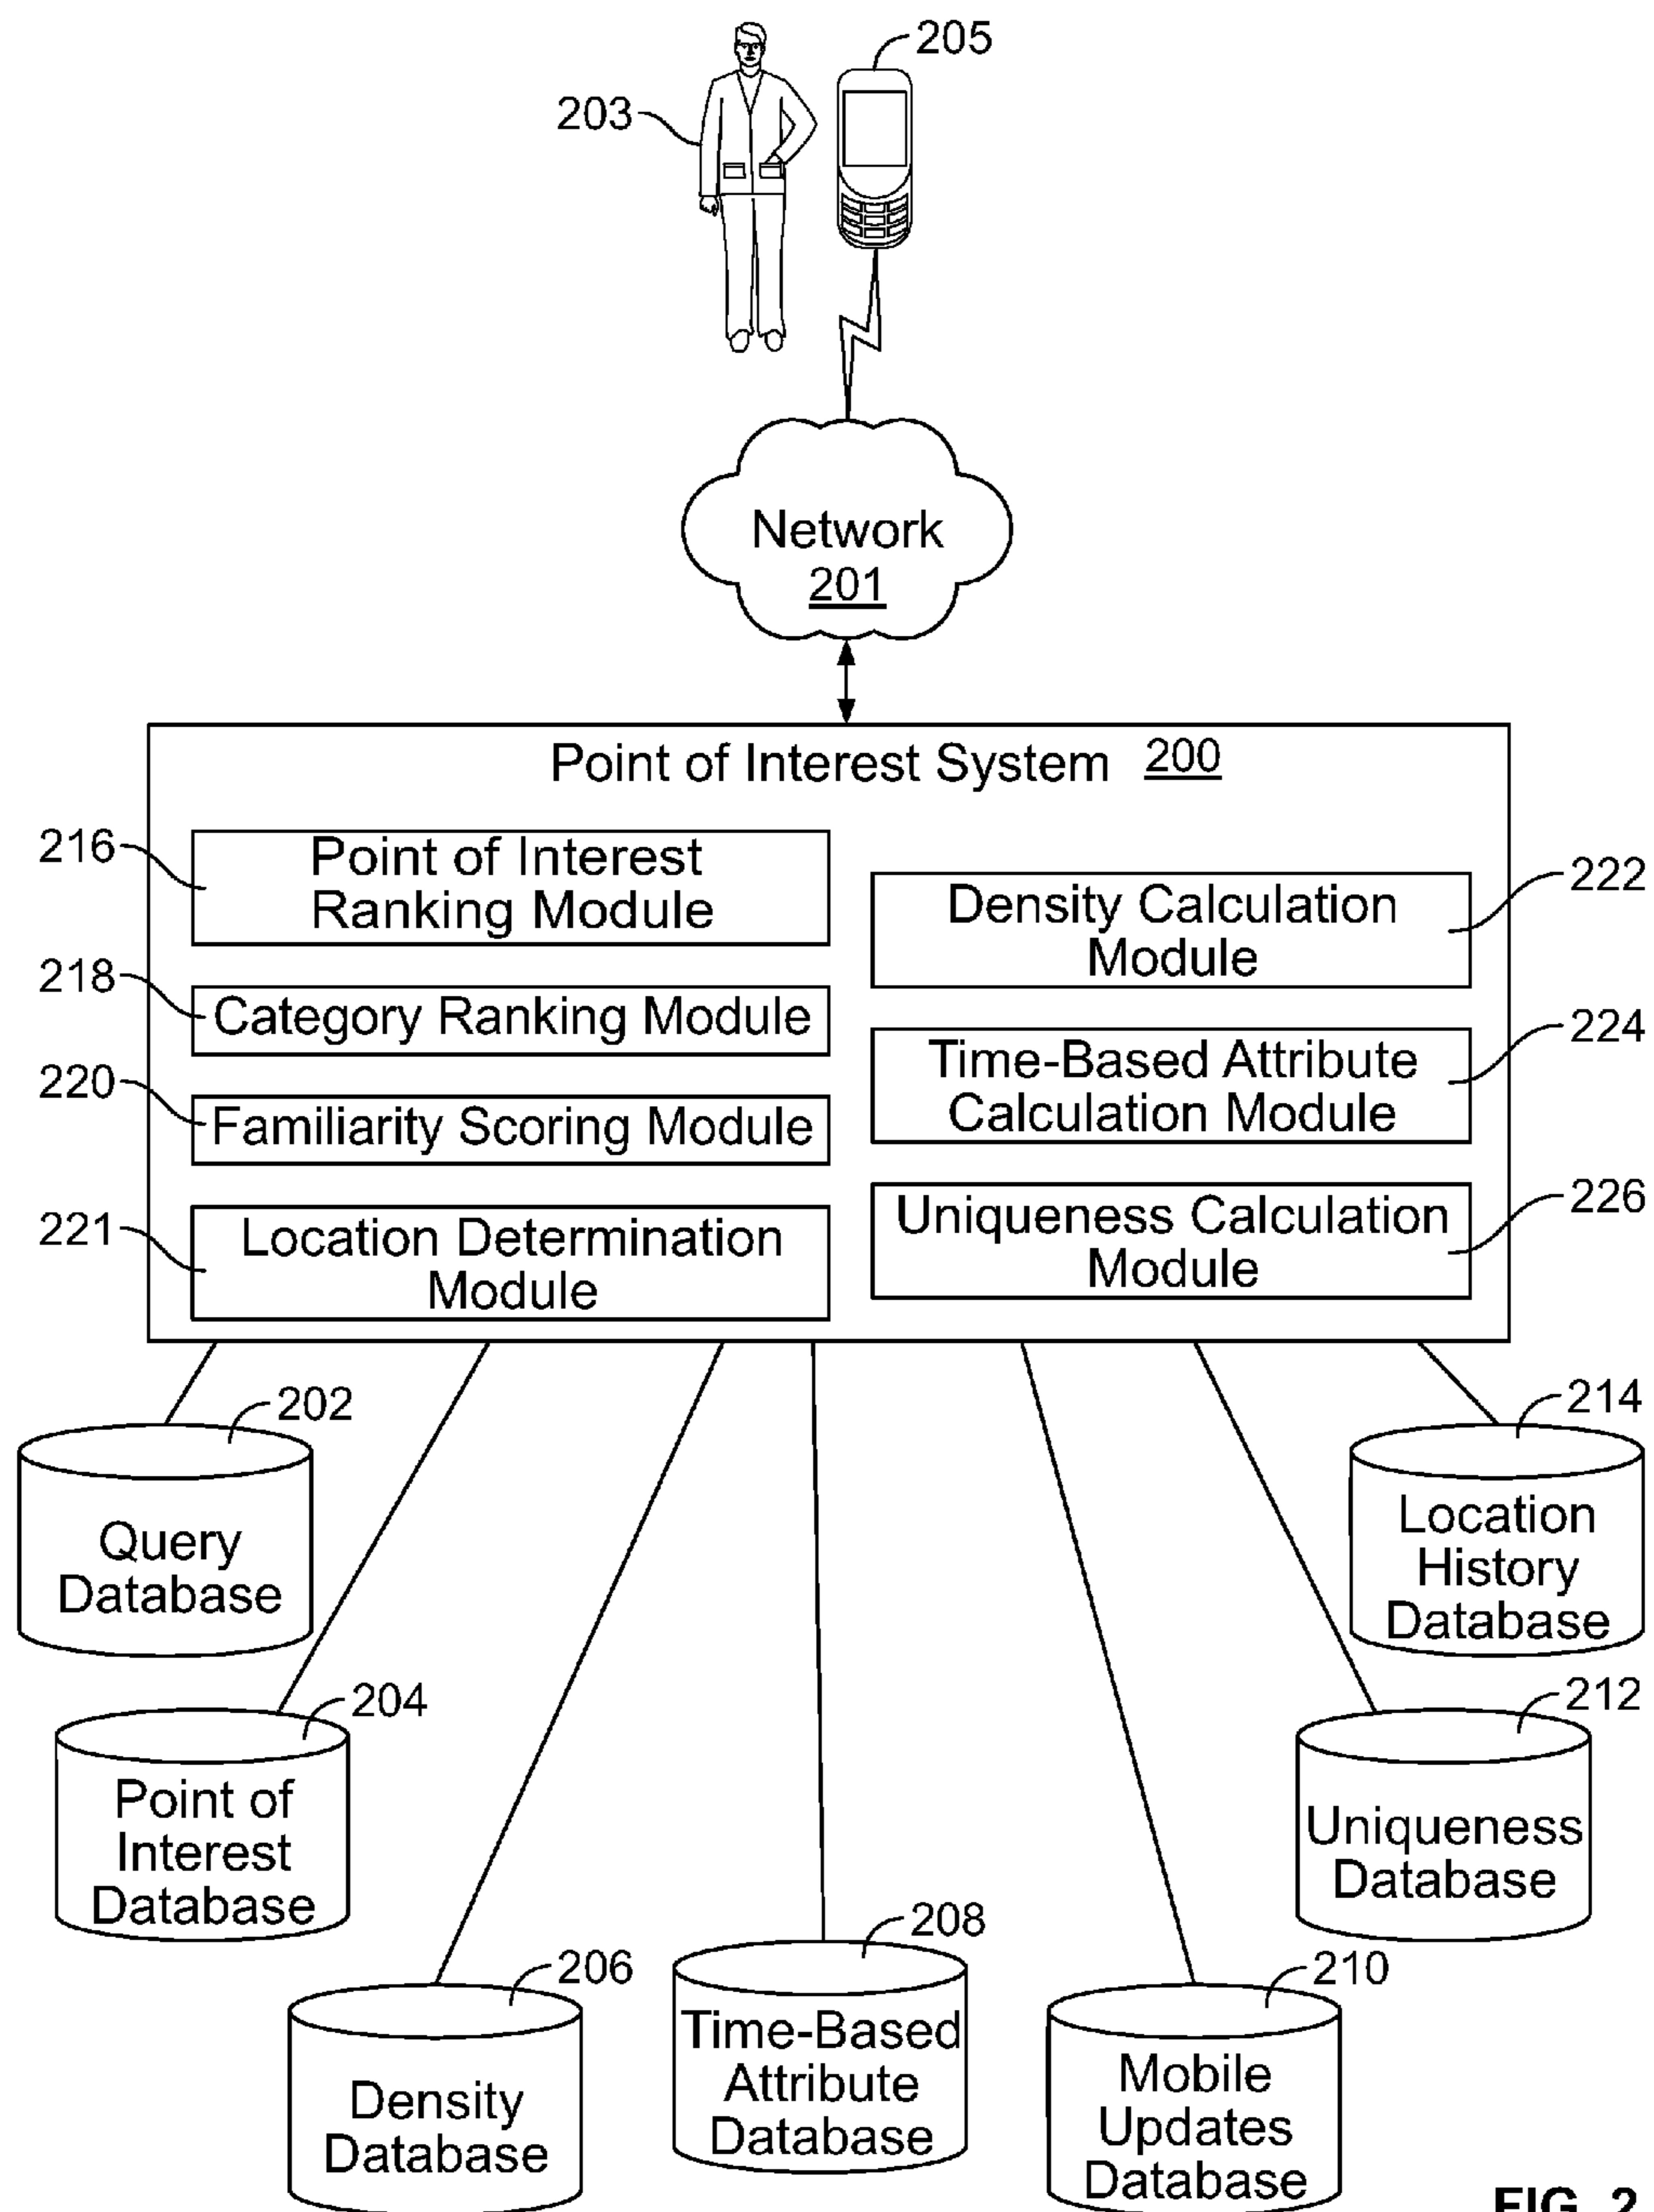 205
203
Network
201
Point of Interest System 200
216
Point of Interest
Ranking Module
222
Density Calculation
Module
218
Category Ranking Module
224
Time-Based Attribute
Calculation Module
220
Familiarity Scoring Module
221
Location Determination
Module
226
Uniqueness Calculation
Module
202
Query
Database
214
Location
History
Database
204
Point of
Interest
Database
212
Uniqueness
Database
206
Density
Database
208
Time-Based
Attribute
Database
210
Mobile
Updates
Database
FIG. 2